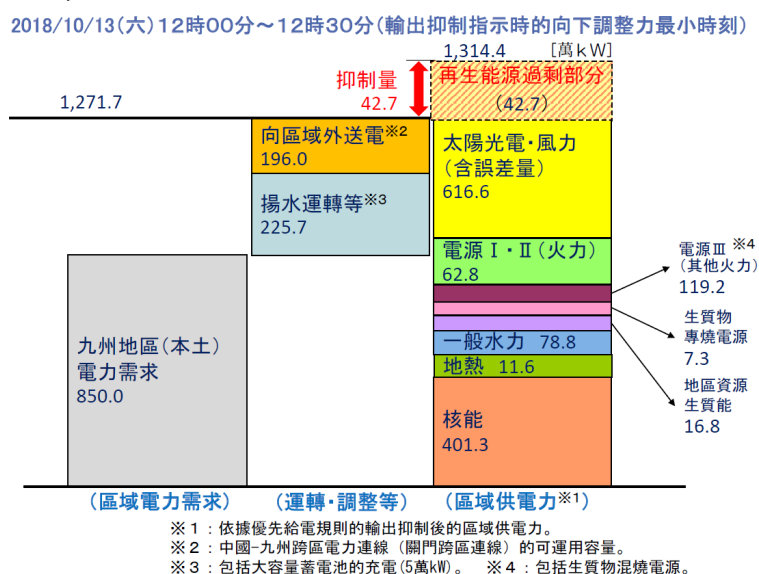 2018/10/13(六)12時00分～12時30分(輸出抑制指示時的向下調整力最小時刻)
1,314.4 [萬kW]
抑制量
42.7
再生能源過剩部分
(42.7)
1,271.7
向區域外送電※2
196.0
揚水運轉等※3
225.7
太陽光電･風力
(含誤差量)
616.6
電源Ⅰ･Ⅱ(火力)
62.8
電源Ⅲ ※4
(其他火力)
119.2
生質物
專燒電源
7.3
地區資源
生質能
16.8
一般水力 78.8
地熱 11.6
核能
401.3
九州地區(本土)
電力需求
850.0
(區域電力需求)
(運轉･調整等)
(區域供電力※1)
※1：依據優先給電規則的輸出抑制後的區域供電力。
※2：中國-九州跨區電力連線（關門跨區連線）的可運用容量。
※3：包括大容量蓄電池的充電(5萬kW)。 ※4：包括生質物混燒電源。